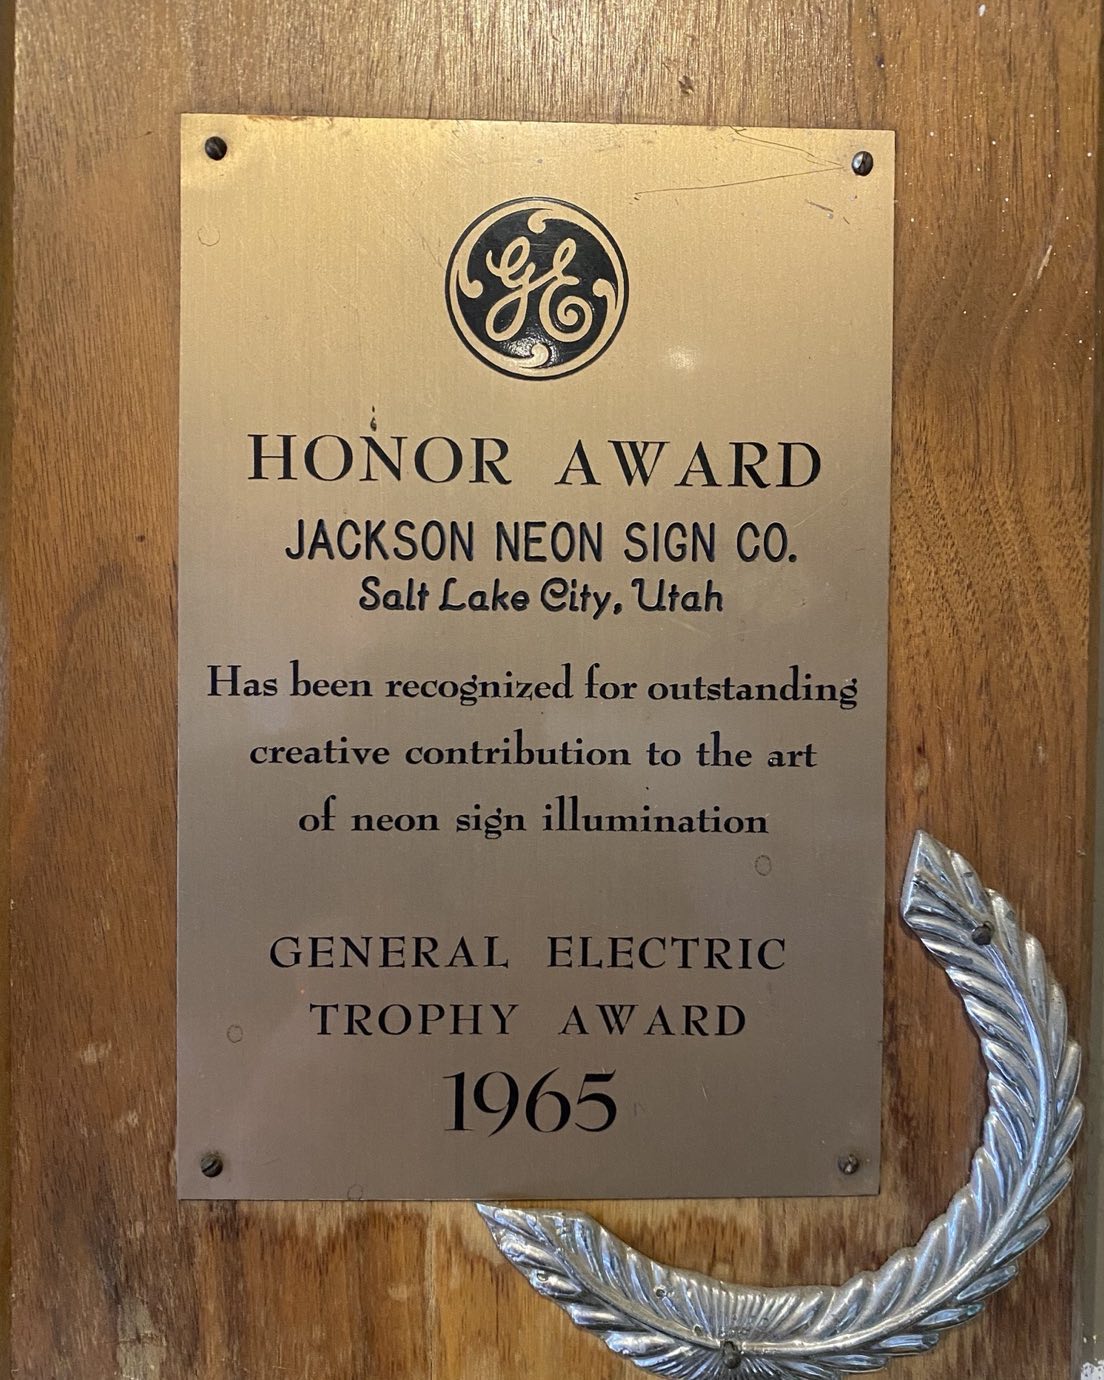 GE
HONOR AWARD
JACKSON NEON SIGN CO.
Salt Lake City, Utah
Has been recognized for outstanding
creative contribution to the art
of neon sign illumination
GENERAL ELECTRIC
TROPHY AWARD
1965